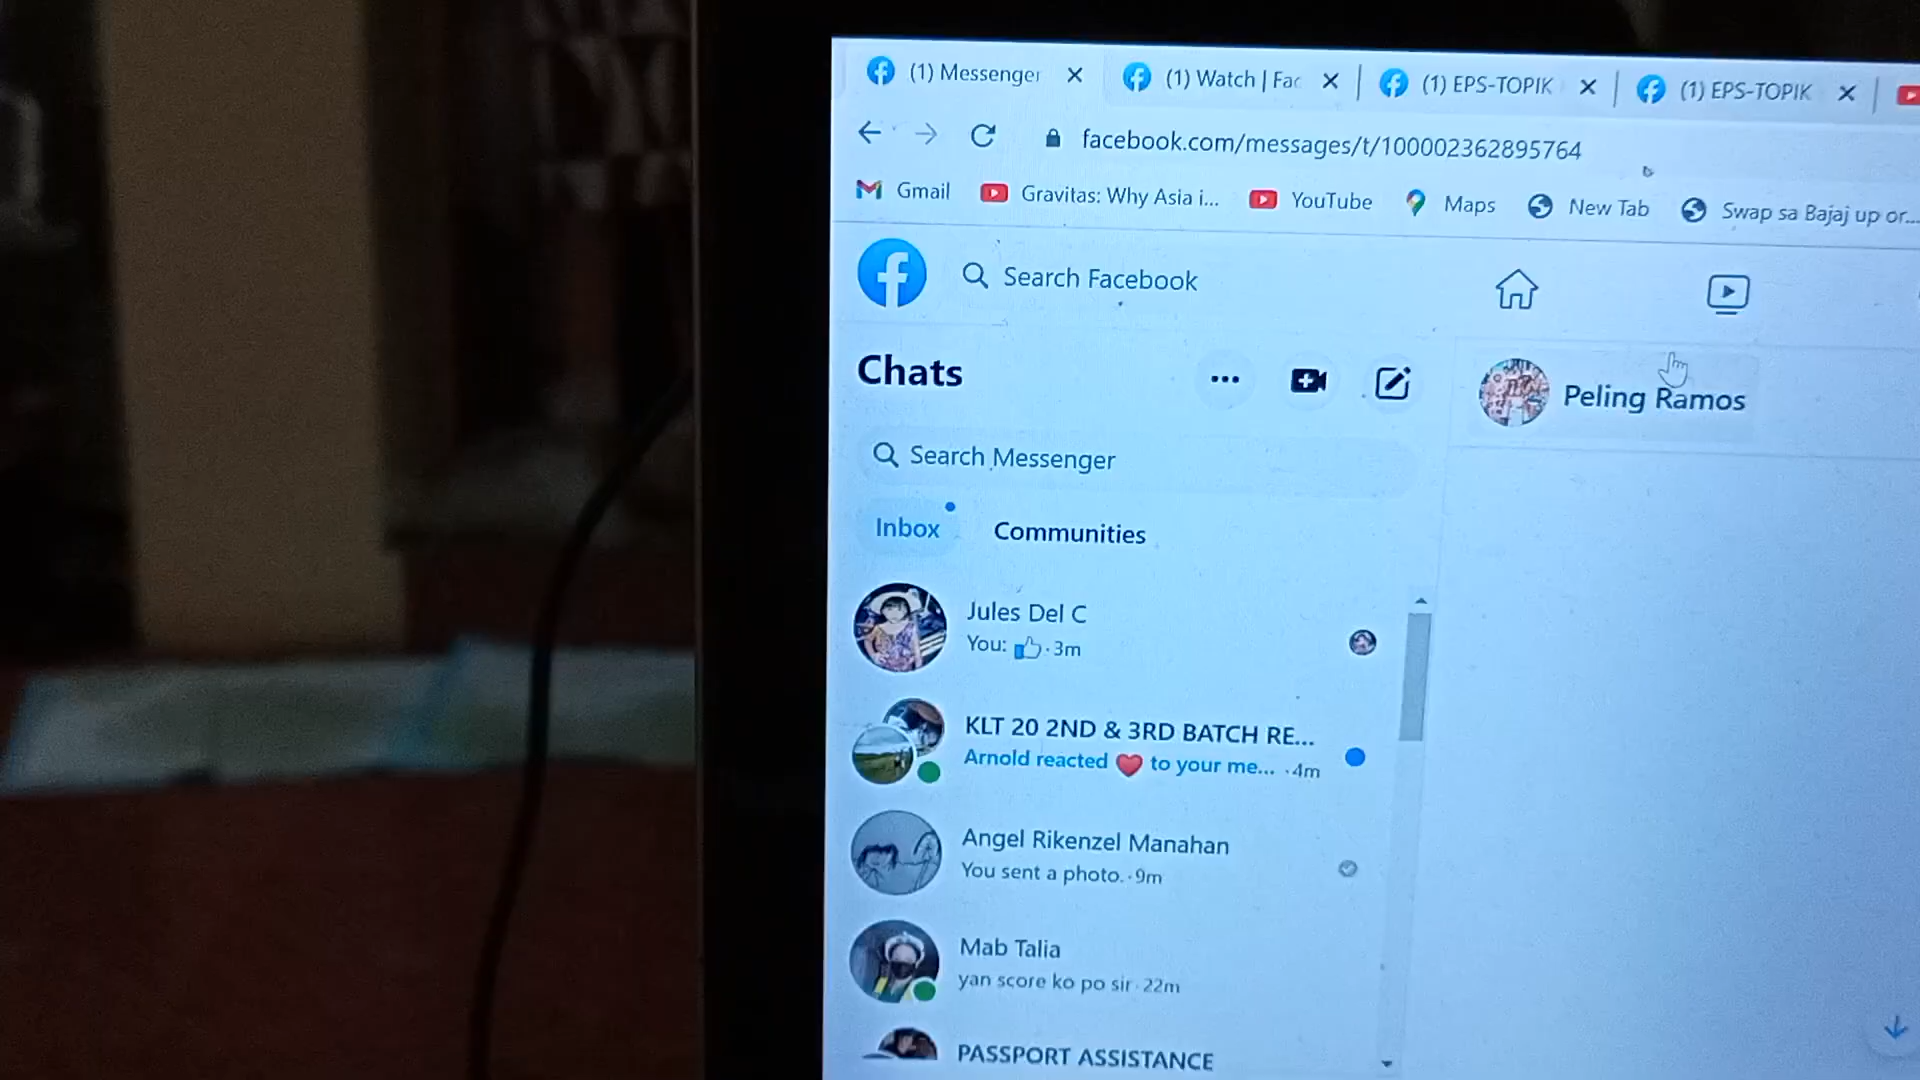 (1) Messenger
(1) Watch | Fac
(1) EPS-TOPIK
(1) EPS-TOPIK
facebook.com/messages/t/100002362895764
Gmail
Gravitas: Why Asia i...
YouTube
Maps
New Tab
Swap sa Bajaj up or...
Search Facebook
Chats
Peling Ramos
Search Messenger
Inbox
Communities
Jules Del C
You: 👍 · 3m
KLT 20 2ND & 3RD BATCH RE...
Arnold reacted ❤ to your me... · 4m
Angel Rikenzel Manahan
You sent a photo. · 9m
Mab Talia
yan score ko po sir · 22m
PASSPORT ASSISTANCE